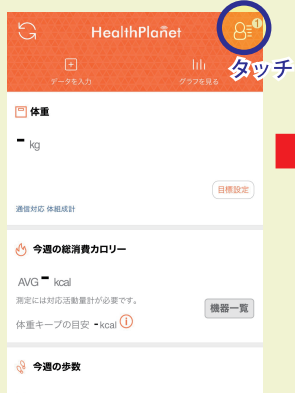 HealthPlanet
1
タッチ
データを入力
グラフを見る
体重
- kg
目標設定
通信対応 体組成計
今週の総消費カロリー
AVG - kcal
測定には対応活動量計が必要です。
機器一覧
体重キープの目安 -kcal
今週の歩数